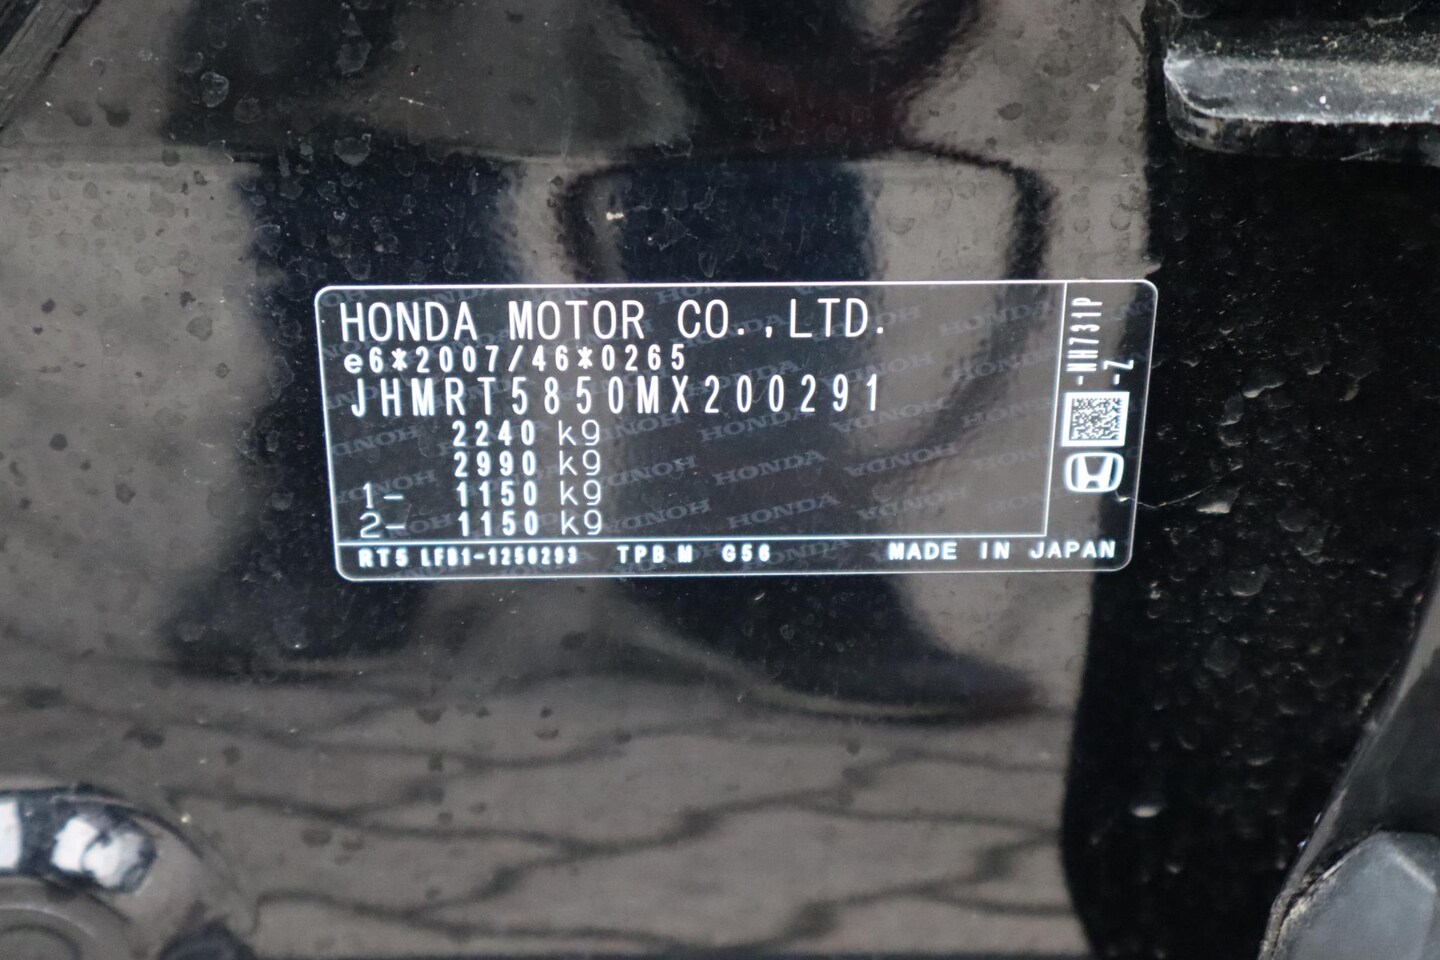 HONDA MOTOR CO.,LTD.
e6*2007/46*0265
JHMRT5850MX200291
2240 kg
2990 kg
1- 1150 kg
2- 1150 kg
RT5 LFB1-1250293 TPBM G56 MADE IN JAPAN
-NH731P
-Z